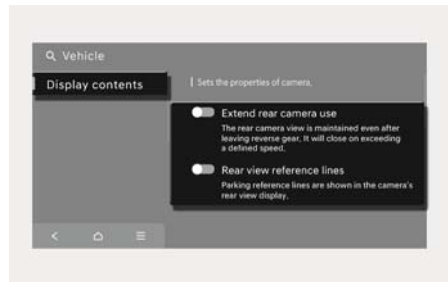 Vehicle
Display contents
Sets the properties of camera.
Extend rear camera use
The rear camera view is maintained even after
leaving reverse gear. It will close on exceeding
a defined speed.
Rear view reference lines
Parking reference lines are shown in the camera's
rear view display.